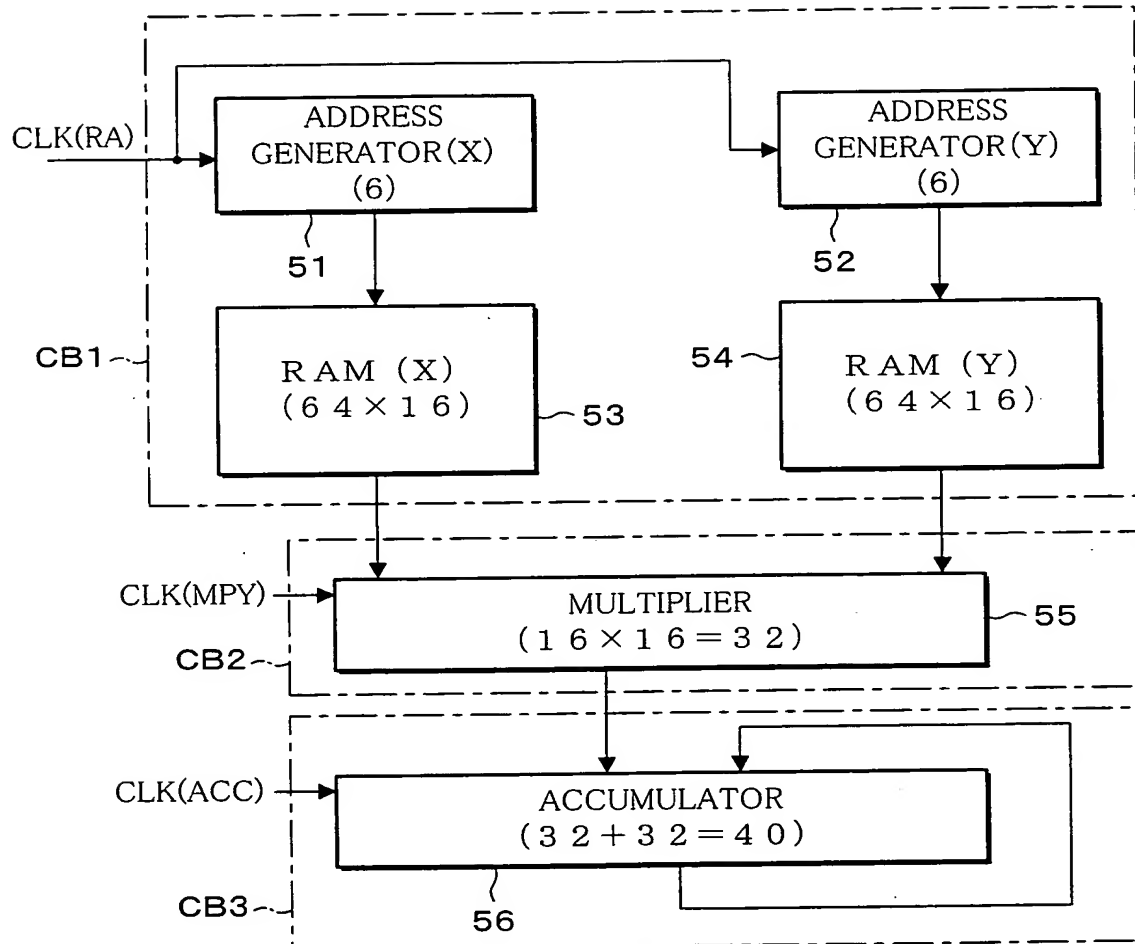 CLK(RA)
ADDRESS
GENERATOR(X)
(6)
51
ADDRESS
GENERATOR(Y)
(6)
52
CB1
RAM (X)
(64×16)
53
54
RAM (Y)
(64×16)
CLK(MPY)
MULTIPLIER
(16×16=32)
55
CB2
CLK(ACC)
ACCUMULATOR
(32+32=40)
56
CB3